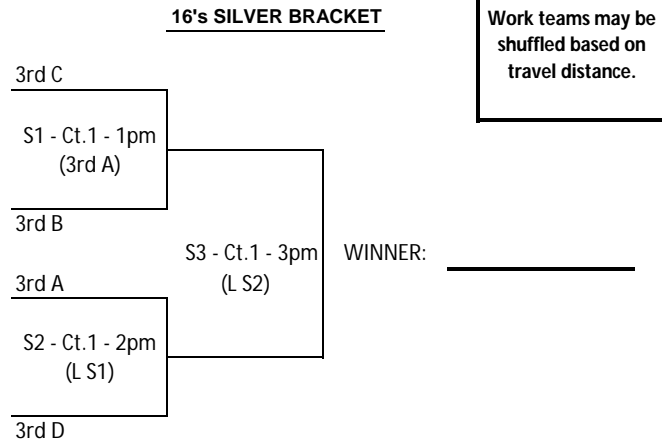 16's SILVER BRACKET
Work teams may be
shuffled based on
travel distance.
3rd C
S1 - Ct.1 - 1pm
(3rd A)
3rd B
S3 - Ct.1 - 3pm
(L S2)
WINNER:
3rd A
S2 - Ct.1 - 2pm
(L S1)
3rd D